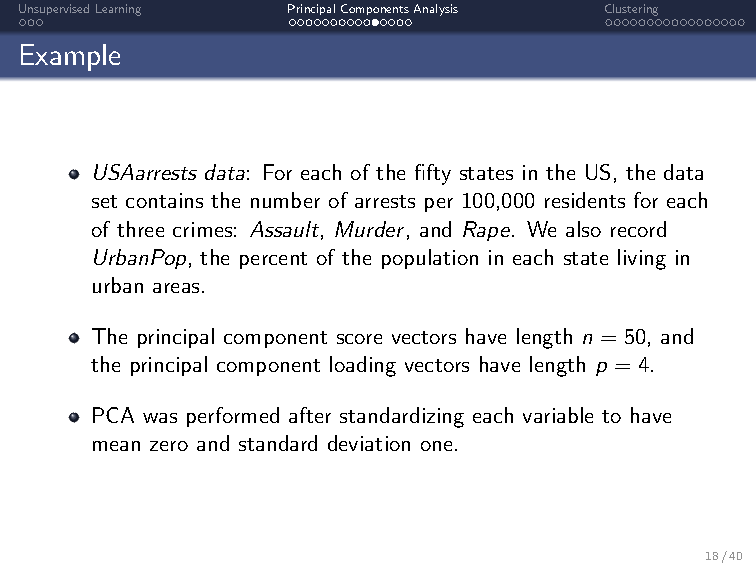 Unsupervised Learning Principal Components Analysis Clustering
Example
USAarrests data: For each of the fifty states in the US, the data
set contains the number of arrests per 100,000 residents for each
of three crimes: Assault, Murder, and Rape. We also record
UrbanPop, the percent of the population in each state living in
urban areas.
The principal component score vectors have length n = 50, and
the principal component loading vectors have length p = 4.
PCA was performed after standardizing each variable to have
mean zero and standard deviation one.
18 / 40